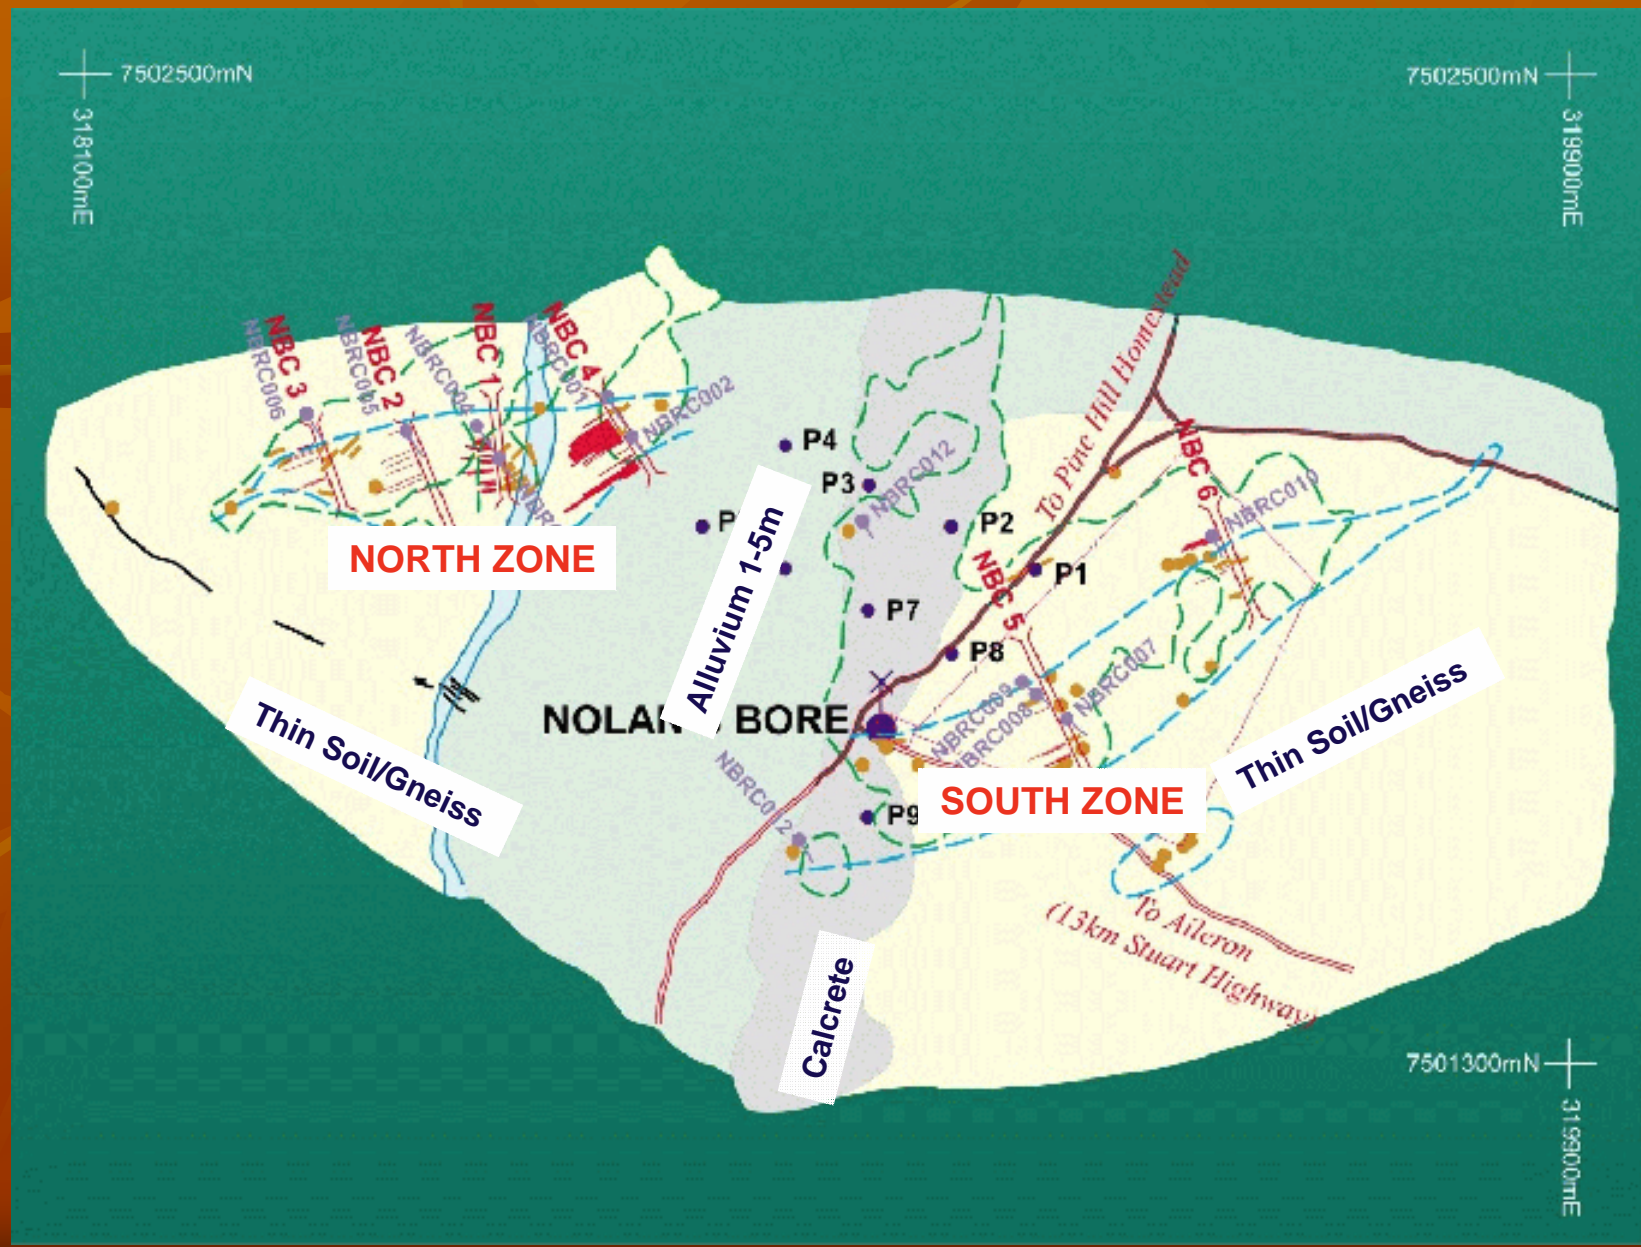 7502500mN
318100mE
7502500mN
319900mE
To Pine Hill Homestead
NBC 3
NBRC006
NBC 2
NBRC005
NBC 1
NBRC004
NBC 4
NBRC001
NBRC002
P4
P3
NBRC012
P2
P1
NBC 6
NBRC010
NORTH ZONE
Alluvium 1-5m
NBC 5
P7
P8
NBRC007
NBRC009
NBRC008
Thin Soil/Gneiss
BORE
NBRC012
P9
SOUTH ZONE
Thin Soil/Gneiss
Calcrete
To Aileron
(13km Stuart Highway)
7501300mN
319900mE